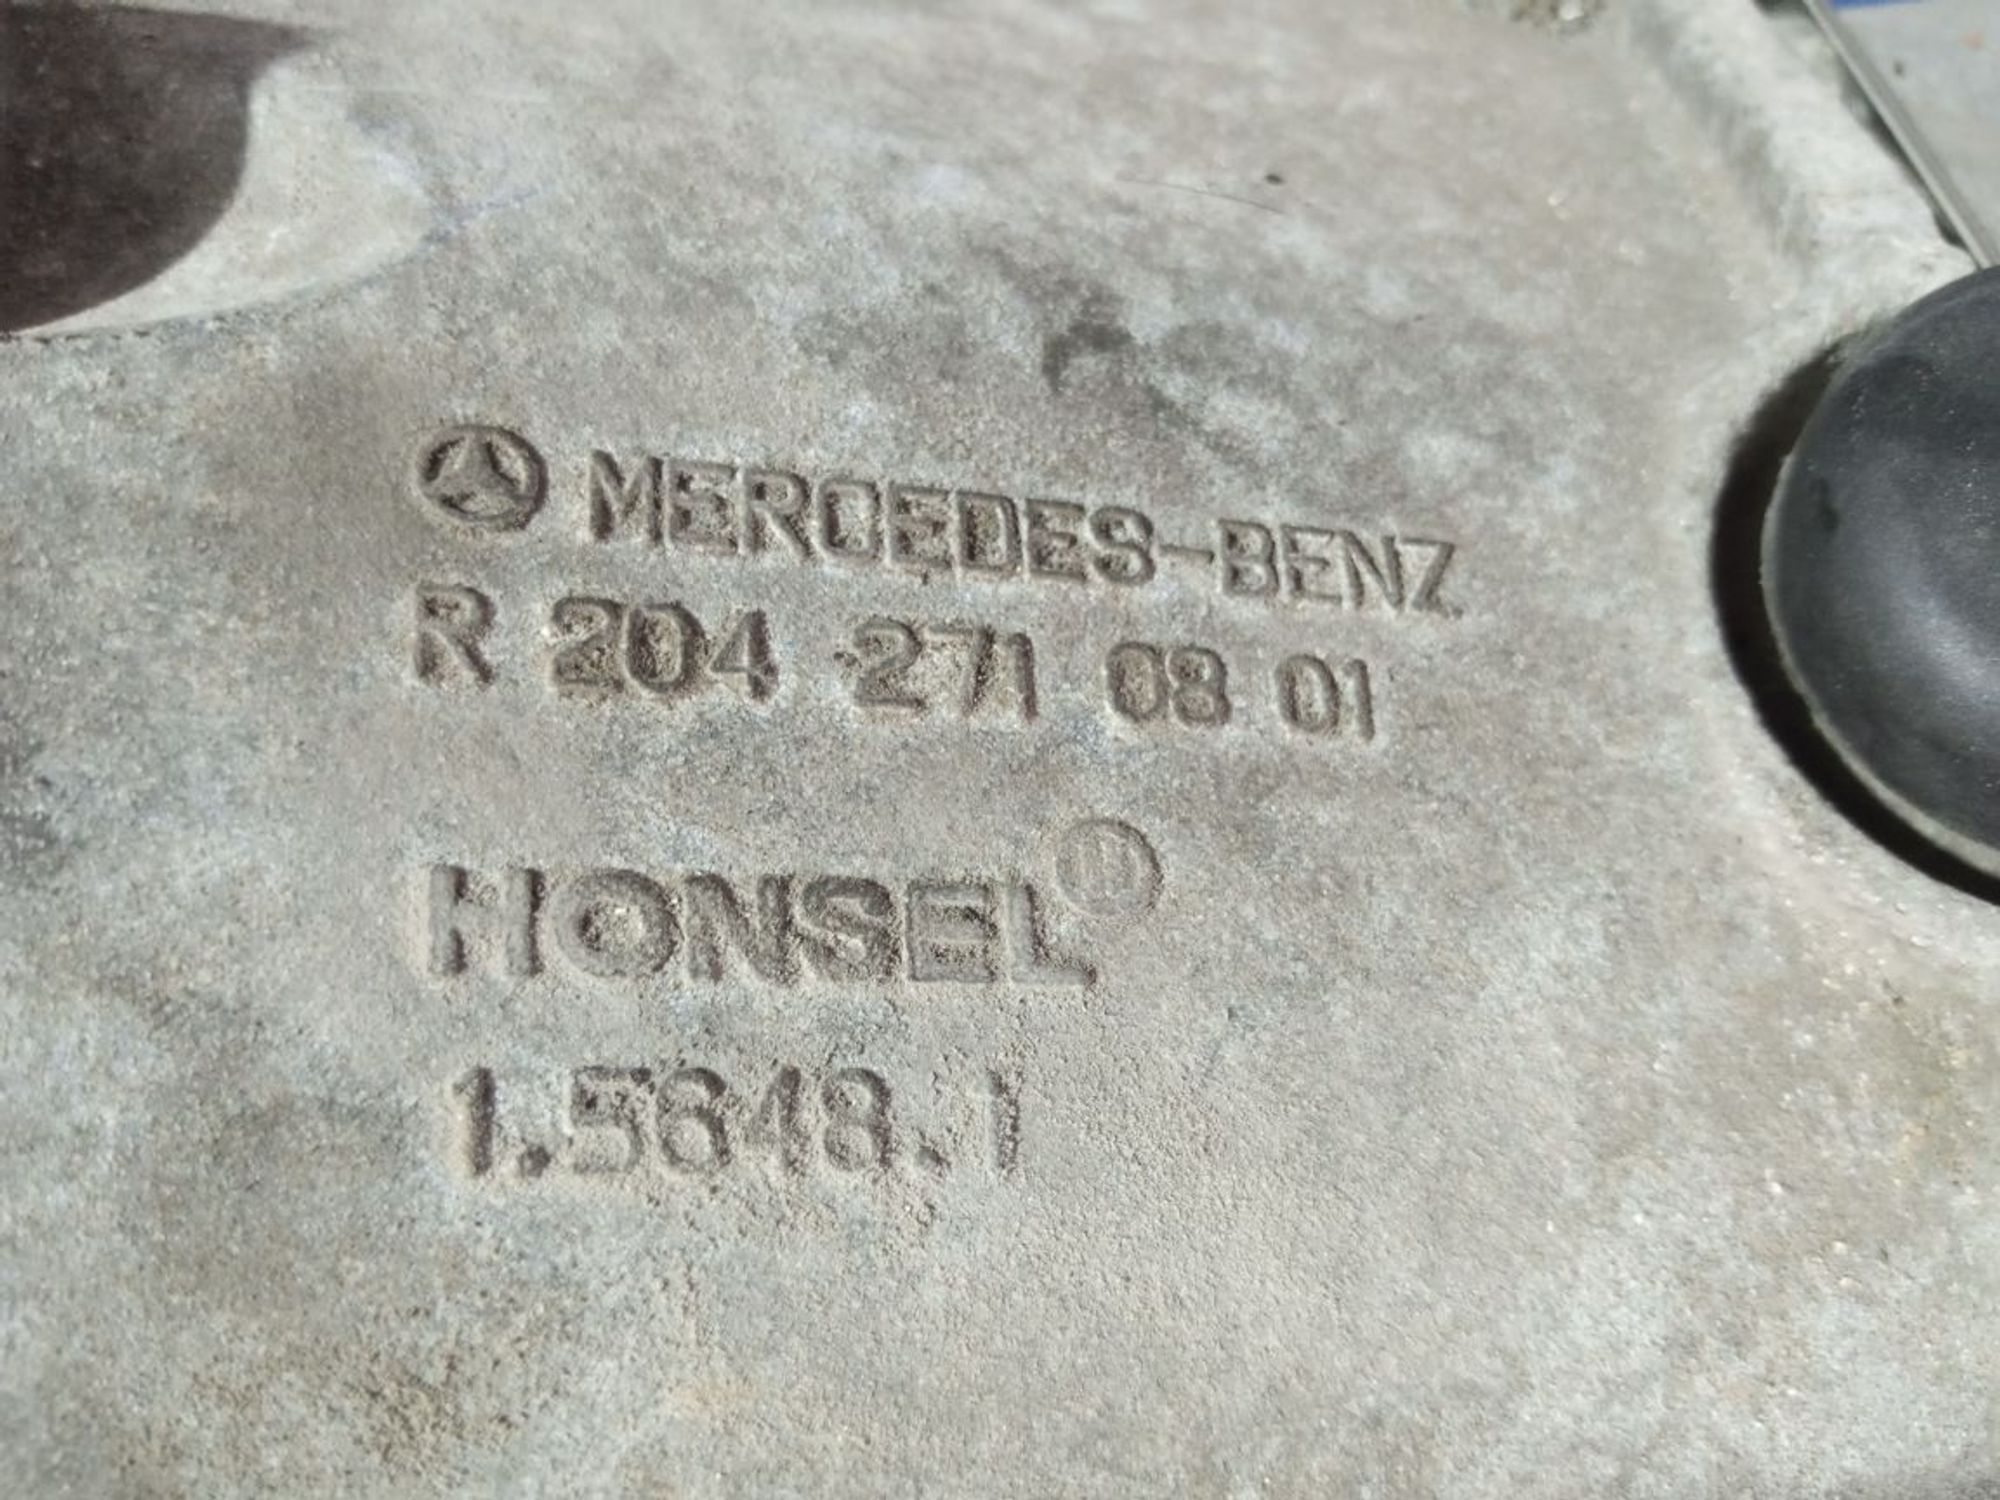 MERCEDES-BENZ
R 204 271 08 01
HONSEL
1.5648.1